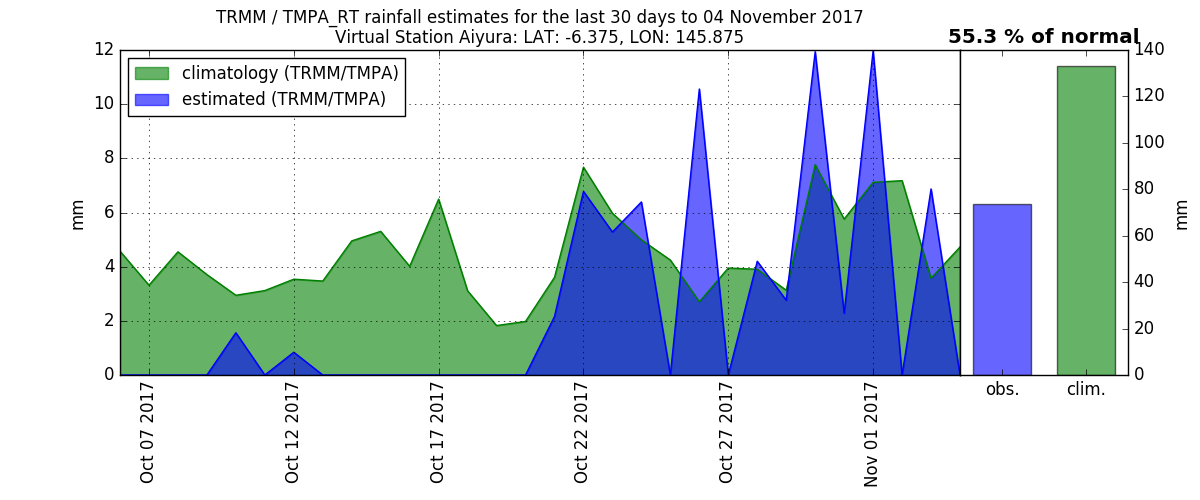 TRMM / TMPA_RT rainfall estimates for the last 30 days to 04 November 2017
Virtual Station Aiyura: LAT: -6.375, LON: 145.875
55.3 % of normal
climatology (TRMM/TMPA)
estimated (TRMM/TMPA)
mm
12
10
8
6
4
2
0
Oct 07 2017
Oct 12 2017
Oct 17 2017
Oct 22 2017
Oct 27 2017
Nov 01 2017
obs.
clim.
140
120
100
80
60
40
20
0
mm